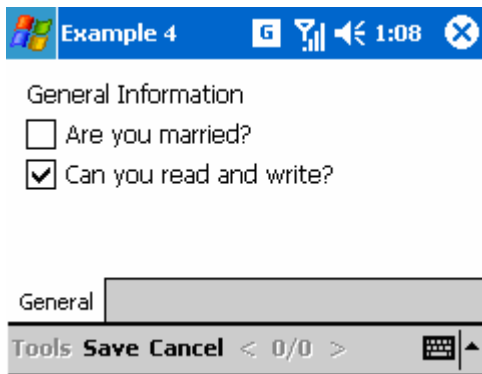 Example 4 G 1:08
General Information
Are you married?
Can you read and write?
General
Tools Save Cancel < 0/0 >